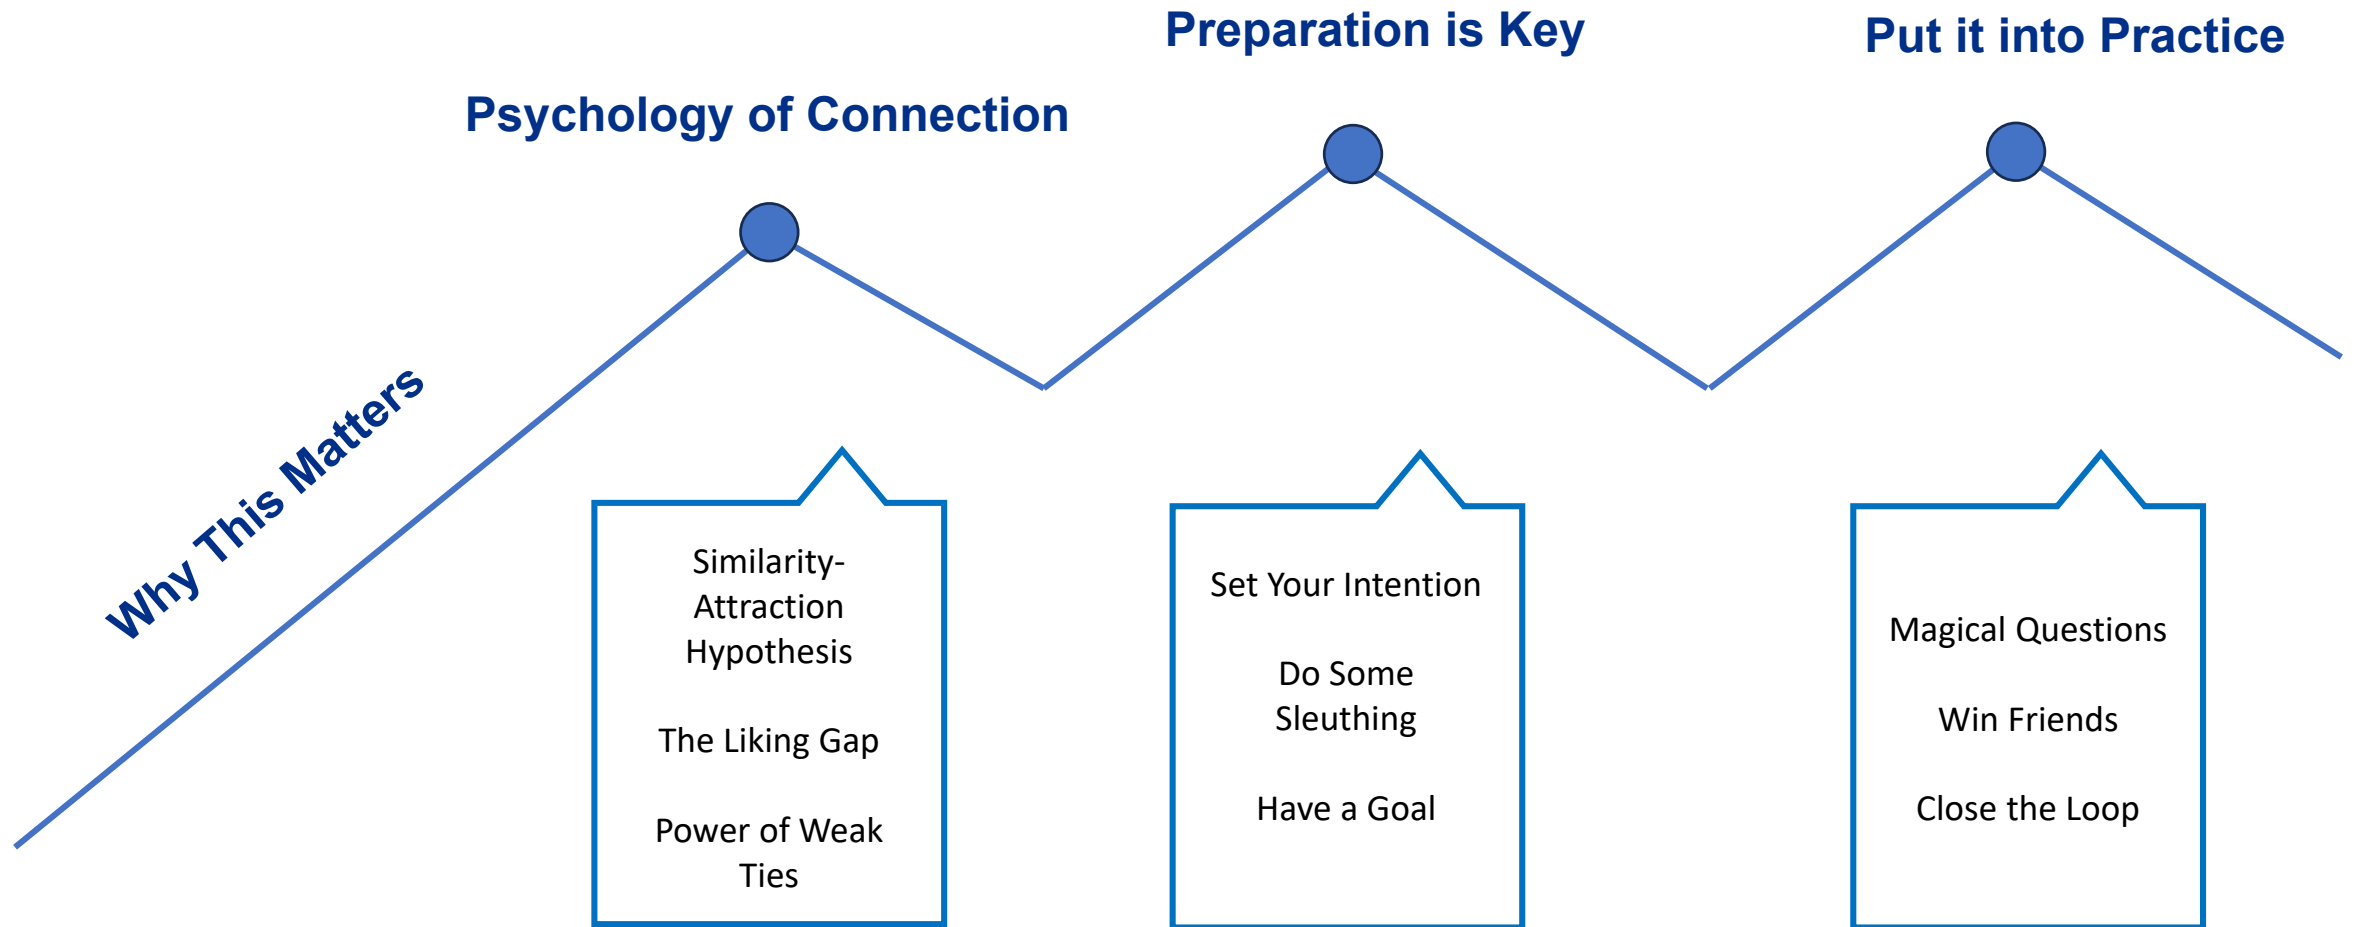 Why This Matters
Psychology of Connection
Similarity-
Attraction
Hypothesis
The Liking Gap
Power of Weak
Ties
Preparation is Key
Set Your Intention
Do Some
Sleuthing
Have a Goal
Put it into Practice
Magical Questions
Win Friends
Close the Loop